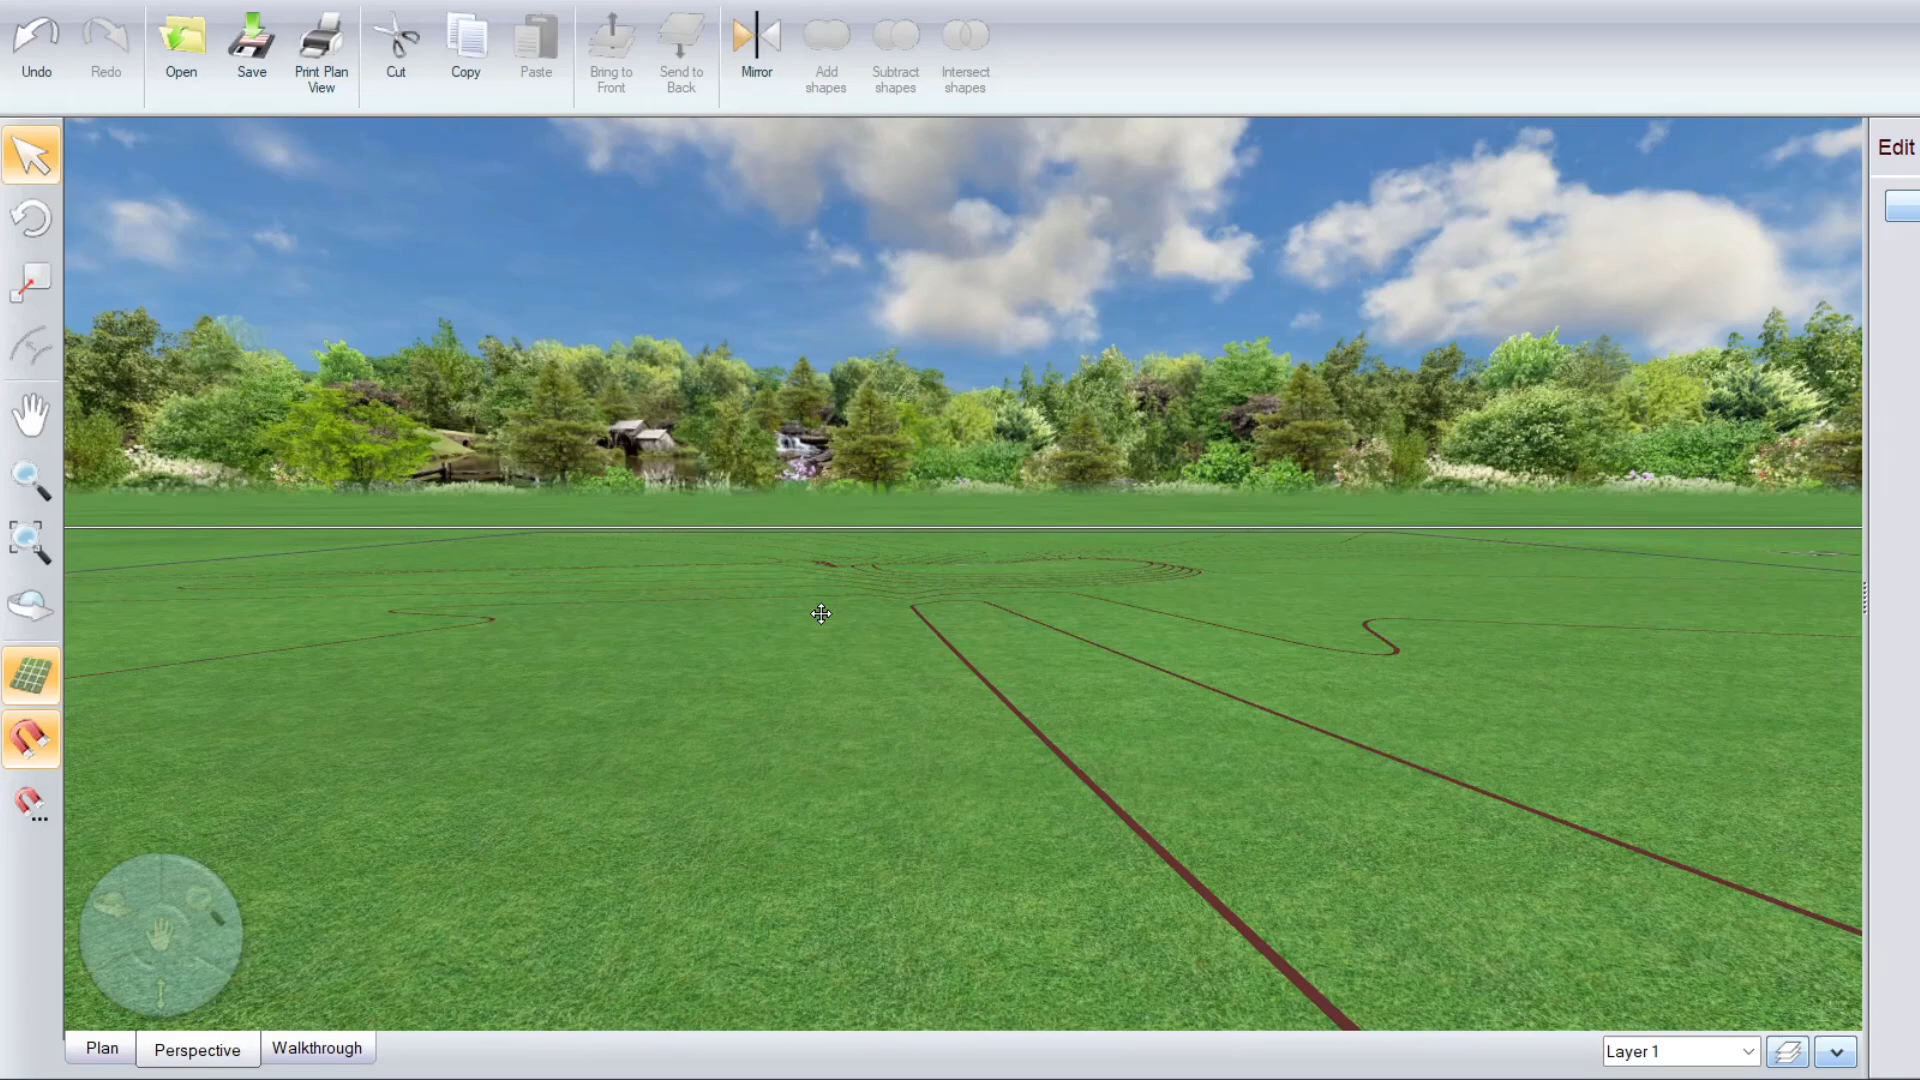 Undo
Redo
Open
Save
Print Plan
View
Cut
Copy
Paste
Bring to
Front
Send to
Back
Mirror
Add
shapes
Subtract
shapes
Intersect
shapes
Edit
Plan
Perspective
Walkthrough
Layer 1